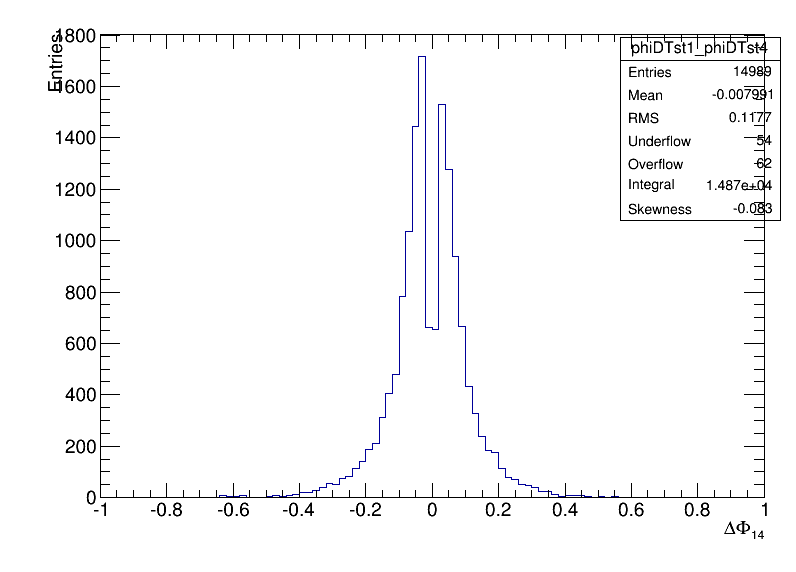 Entries
1800
1600
1400
1200
1000
800
600
400
200
0
-1 -0.8 -0.6 -0.4 -0.2 0 0.2 0.4 0.6 0.8 1
ΔΦ14
phiDTst1_phiDTst4
Entries 14989
Mean -0.007991
RMS 0.1177
Underflow 54
Overflow 62
Integral 1.487e+04
Skewness -0.083